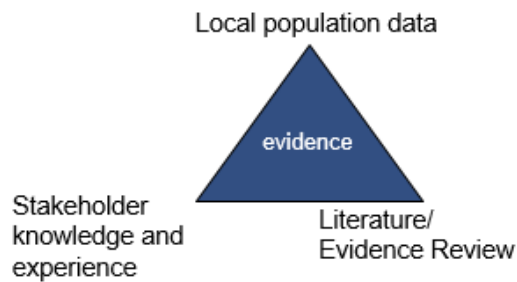 Local population data
evidence
Stakeholder
knowledge and
experience
Literature/
Evidence Review